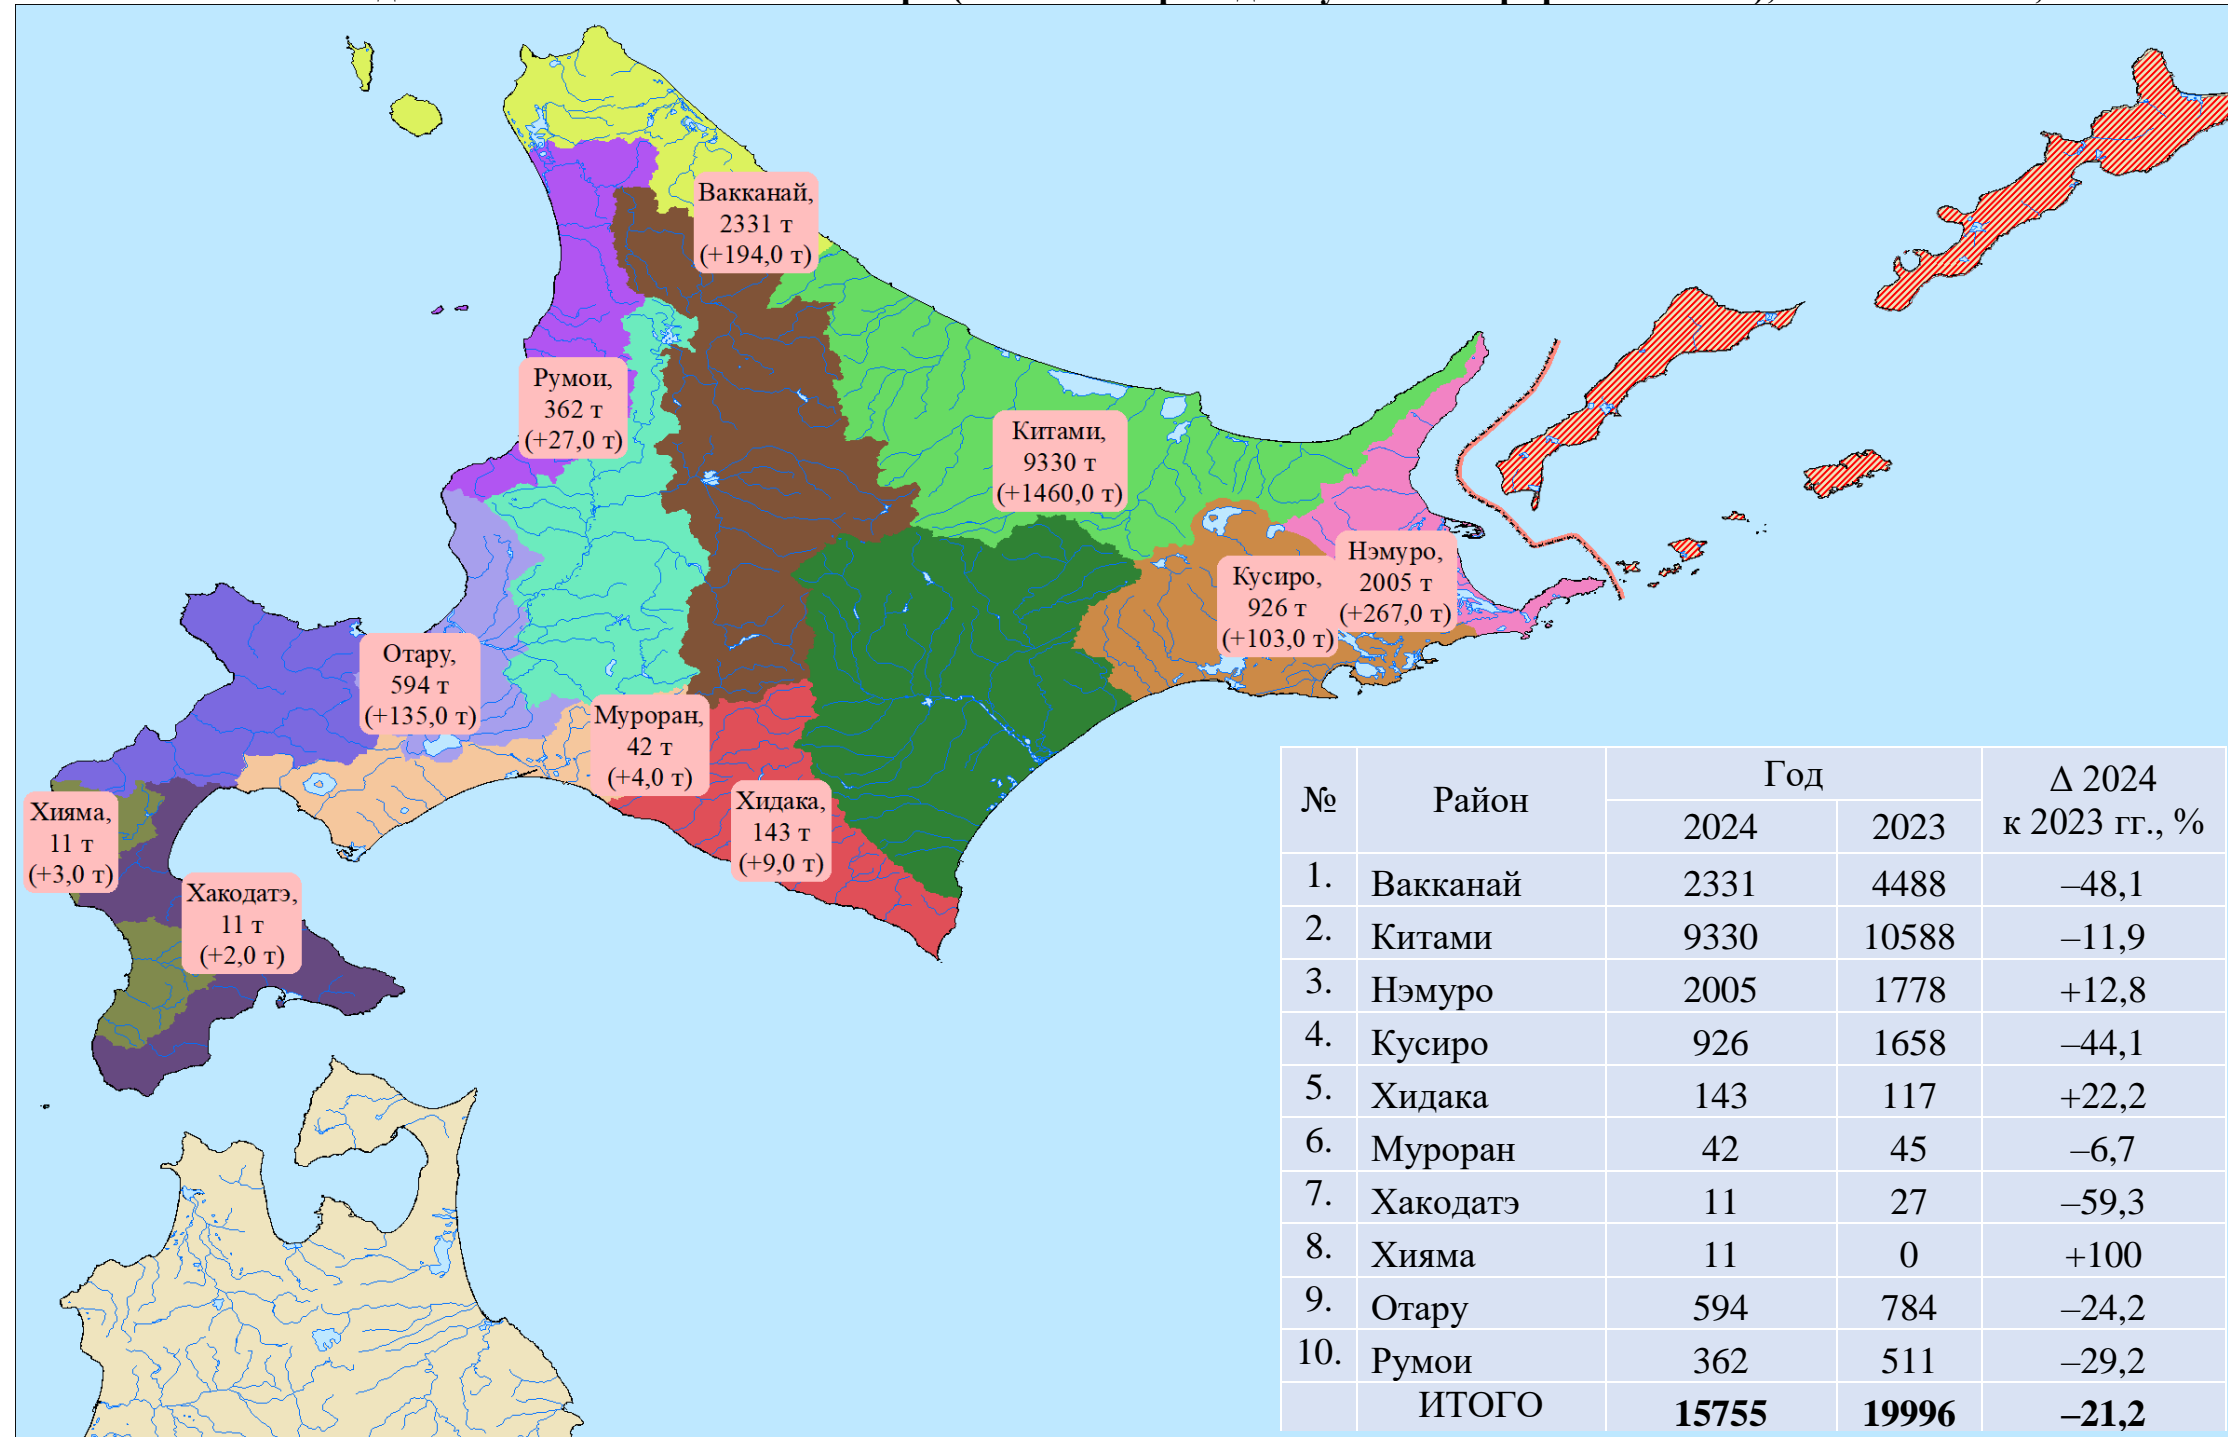 Вакканай,
2331 т
(+194,0 т)
Румои,
362 т
(+27,0 т)
Китами,
9330 т
(+1460,0 т)
Нэмуро,
2005 т
(+267,0 т)
Кусиро,
926 т
(+103,0 т)
Отару,
594 т
(+135,0 т)
Муроран,
42 т
(+4,0 т)
Хидака,
143 т
(+9,0 т)
Хияма,
11 т
(+3,0 т)
Хакодатэ,
11 т
(+2,0 т)
№ Район Год Δ 2024
к 2023 гг., %
2024 2023
1. Вакканай 2331 4488 –48,1
2. Китами 9330 10588 –11,9
3. Нэмуро 2005 1778 +12,8
4. Кусиро 926 1658 –44,1
5. Хидака 143 117 +22,2
6. Муроран 42 45 –6,7
7. Хакодатэ 11 27 –59,3
8. Хияма 11 0 +100
9. Отару 594 784 –24,2
10. Румои 362 511 –29,2
ИТОГО 15755 19996 –21,2